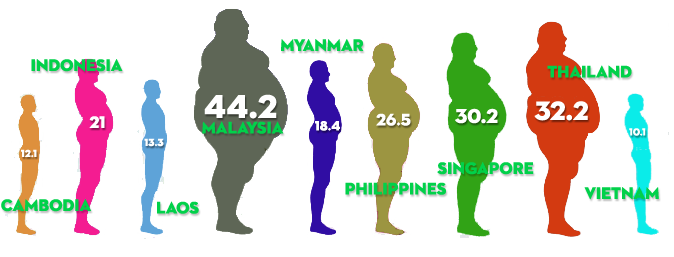 MYANMAR
INDONESIA
THAILAND
44.2
32.2
26.5
30.2
21
18.4
MALAYSIA
10.1
13.3
12.1
SINGAPORE
PHILIPPINES
VIETNAM
CAMBODIA
LAOS